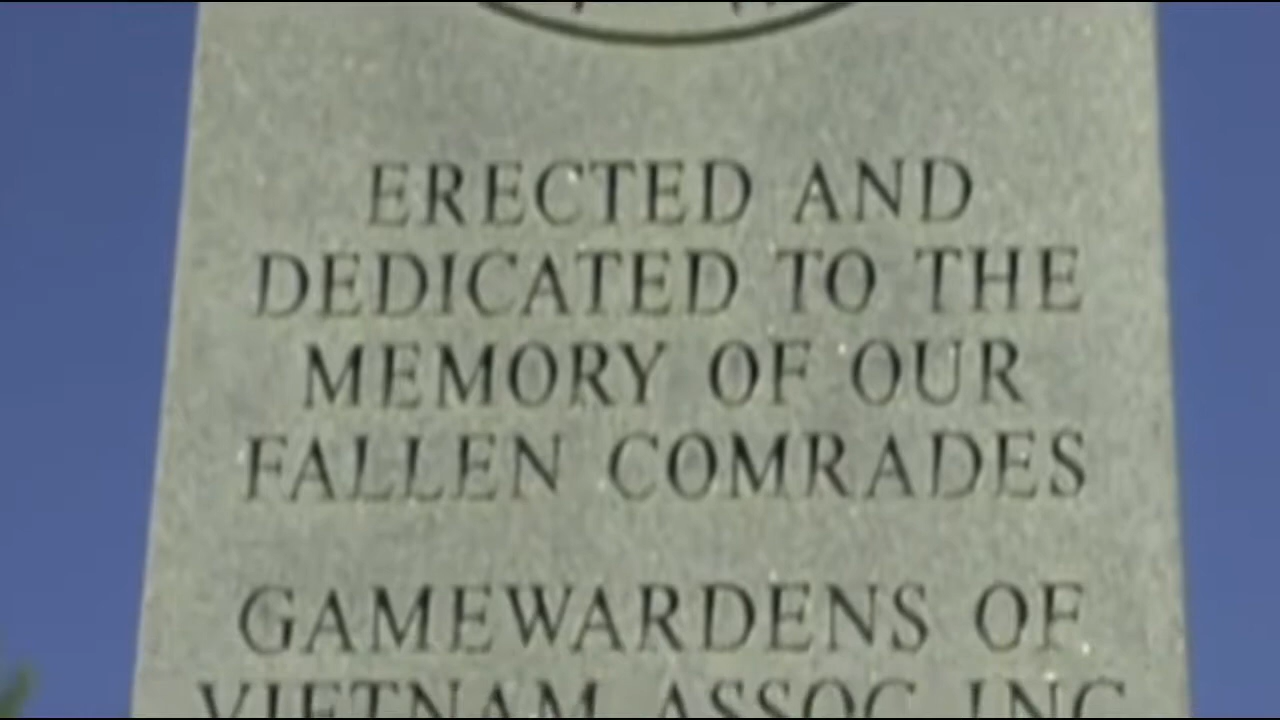 ERECTED AND
DEDICATED TO THE
MEMORY OF OUR
FALLEN COMRADES
GAMEWARDENS OF
VIETNAM ASSOC INC